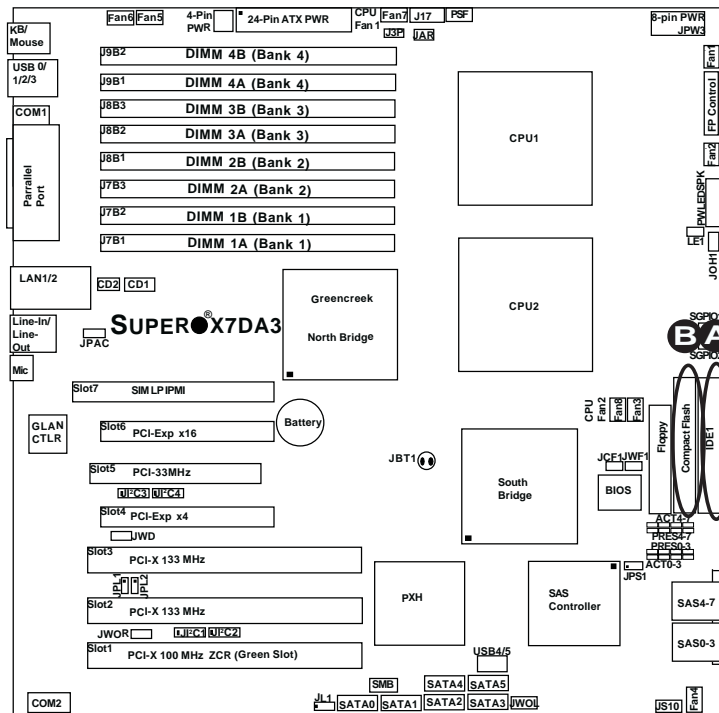 KB/
Mouse
Fan6
Fan5
4-Pin
PWR
24-Pin ATX PWR
CPU
Fan 1
Fan7
J17
PSF
J3P
JAR
8-pin PWR
JPW3
USB 0/
1/2/3
COM1
Parrallel
Port
J9B2
DIMM 4B (Bank 4)
J9B1
DIMM 4A (Bank 4)
J8B3
DIMM 3B (Bank 3)
J8B2
DIMM 3A (Bank 3)
J8B1
DIMM 2B (Bank 2)
J7B3
DIMM 2A (Bank 2)
J7B2
DIMM 1B (Bank 1)
J7B1
DIMM 1A (Bank 1)
CPU1
Fan1
FP Control
Fan2
PWLEDSPK
LE1
JOH1
LAN1/2
CD2
CD1
SUPER®X7DA3
JPAC
Greencreek
North Bridge
CPU2
SGPIO1
B
A
SGPIO2
Line-In/
Line-
Out
Mic
Slot7
SIMLP IPMI
GLAN
CTLR
Slot6
PCI-Exp x16
Battery
Slot5
PCI-33MHz
JI²C3
JI²C4
Slot4
PCI-Exp x4
JWD
Slot3
PCI-X 133 MHz
JPL1
JPL2
Slot2
PCI-X 133 MHz
JWOR
JI²C1
JI²C2
Slot1
PCI-X 100 MHz ZCR (Green Slot)
JBT1
South
Bridge
CPU
Fan2
Fan8
Fan3
Floppy
Compact Flash
IDE1
JCF1
JWF1
BIOS
ACT4-7
PRES4-7
PRES0-3
ACT0-3
JPS1
PXH
SAS
Controller
SAS4-7
SAS0-3
USB4/5
SMB
SATA4
SATA5
COM2
JL1
SATA0
SATA1
SATA2
SATA3
JWOL
JS10
Fan4